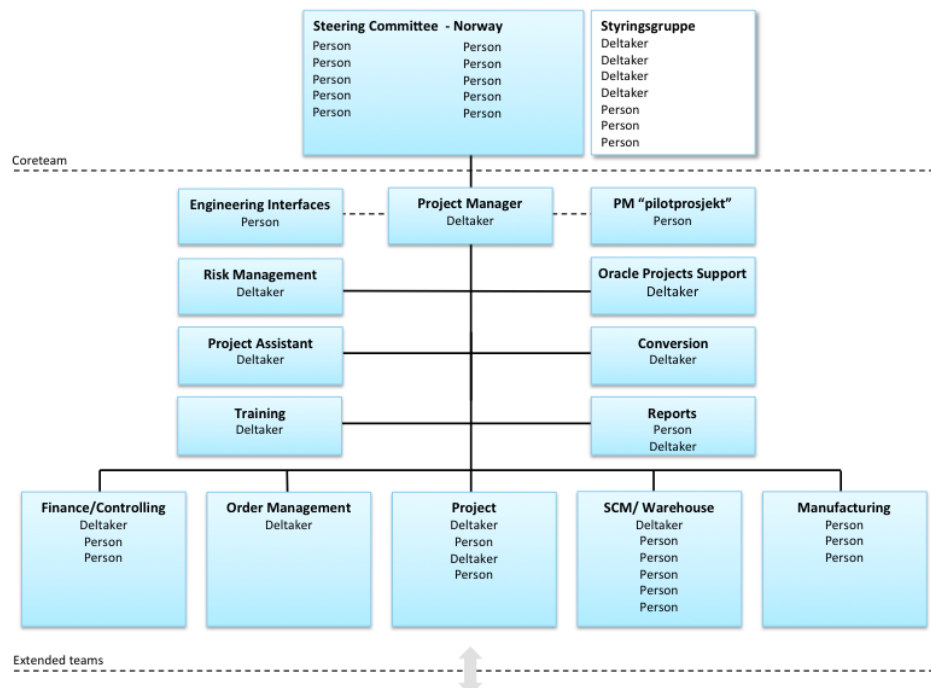 Steering Committee - Norway
Person Person
Person Person
Person Person
Person Person
Person Person
Styringsgruppe
Deltaker
Deltaker
Deltaker
Deltaker
Person
Person
Person
Coreteam
Engineering Interfaces
Person
Project Manager
Deltaker
PM “pilotprosjekt”
Person
Risk Management
Deltaker
Oracle Projects Support
Deltaker
Project Assistant
Deltaker
Conversion
Deltaker
Training
Deltaker
Reports
Person
Deltaker
Finance/Controlling
Deltaker
Person
Person
Order Management
Deltaker
Project
Deltaker
Person
Deltaker
Person
SCM/ Warehouse
Deltaker
Person
Person
Person
Person
Person
Manufacturing
Person
Person
Person
Extended teams